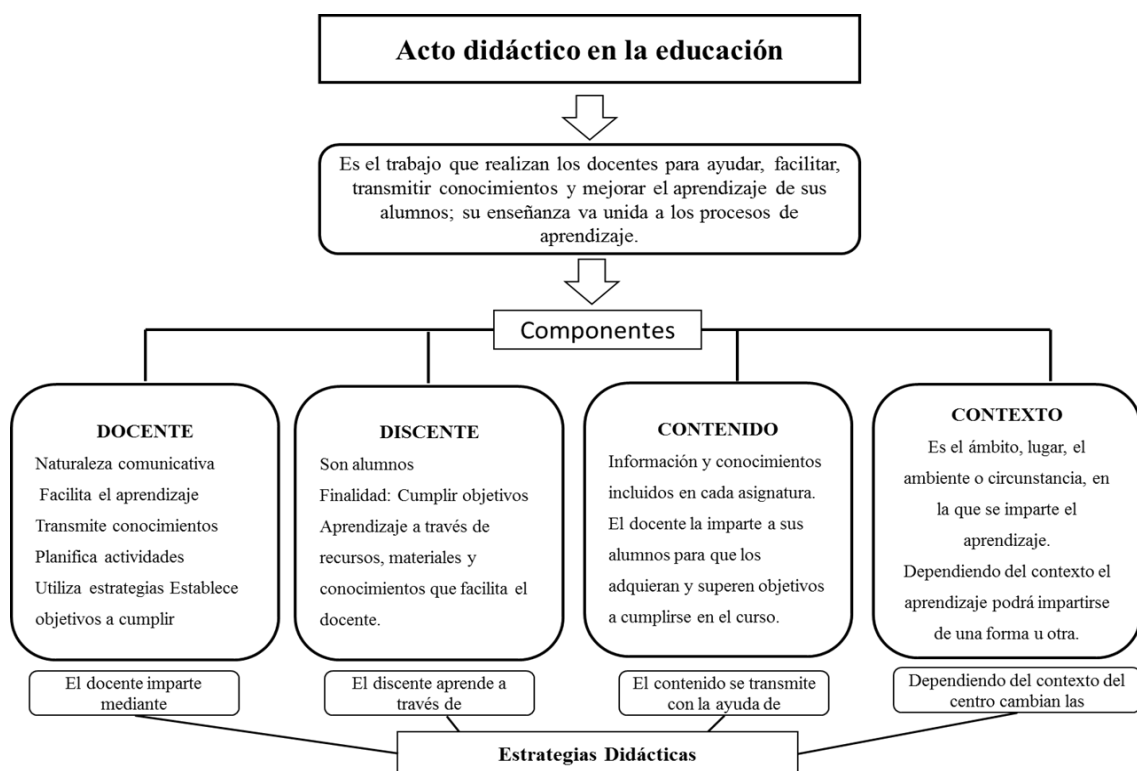 Acto didáctico en la educación
Es el trabajo que realizan los docentes para ayudar, facilitar,
transmitir conocimientos y mejorar el aprendizaje de sus
alumnos; su enseñanza va unida a los procesos de
aprendizaje.
Componentes
DOCENTE
Naturaleza comunicativa
Facilita el aprendizaje
Transmite conocimientos
Planifica actividades
Utiliza estrategias Establece
objetivos a cumplir
DISCENTE
Son alumnos
Finalidad: Cumplir objetivos
Aprendizaje a través de
recursos, materiales y
conocimientos que facilita el
docente.
CONTENIDO
Información y conocimientos
incluidos en cada asignatura.
El docente la imparte a sus
alumnos para que los
adquieran y superen objetivos
a cumplirse en el curso.
CONTEXTO
Es el ámbito, lugar, el
ambiente o circunstancia, en
la que se imparte el
aprendizaje.
Dependiendo del contexto el
aprendizaje podrá impartirse
de una forma u otra.
El docente imparte
mediante
El discente aprende a
través de
El contenido se transmite
con la ayuda de
Dependiendo del contexto del
centro cambian las
Estrategias Didácticas